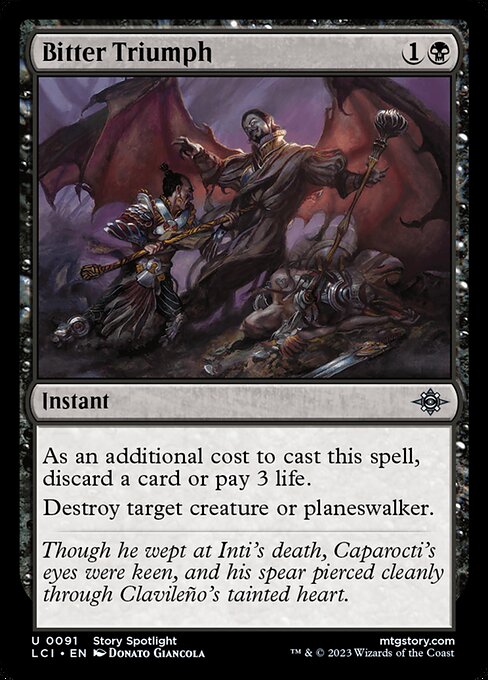 Bitter Triumph 1
Instant
As an additional cost to cast this spell,
discard a card or pay 3 life.
Destroy target creature or planeswalker.
Though he wept at Inti's death, Caparocti's
eyes were keen, and his spear pierced cleanly
through Clavileño's tainted heart.
U 0091 Story Spotlight mtgstory.com
LCI • EN Donato Giancola ™ & © 2023 Wizards of the Coast